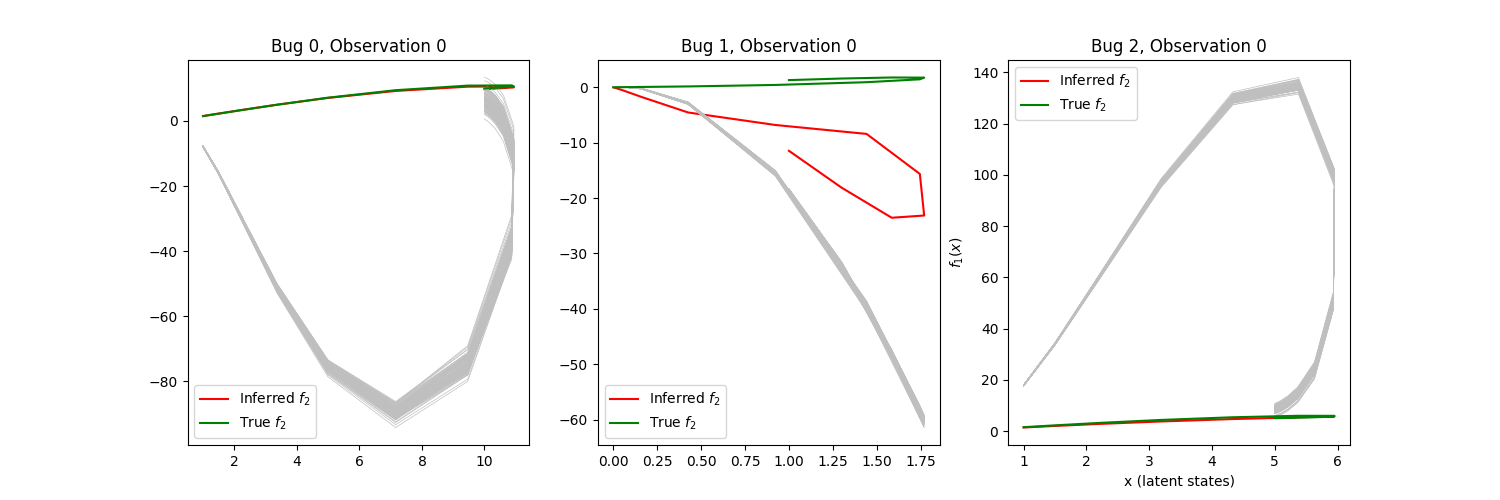 Bug 0, Observation 0
0
−20
−40
−60
−80
2 4 6 8 10
Inferred f₂
True f₂
Bug 1, Observation 0
0
−10
−20
−30
−40
−50
−60
0.00 0.25 0.50 0.75 1.00 1.25 1.50 1.75
Inferred f₂
True f₂
Bug 2, Observation 0
f₁(x)
140
120
100
80
60
40
20
0
1 2 3 4 5 6
x (latent states)
Inferred f₂
True f₂